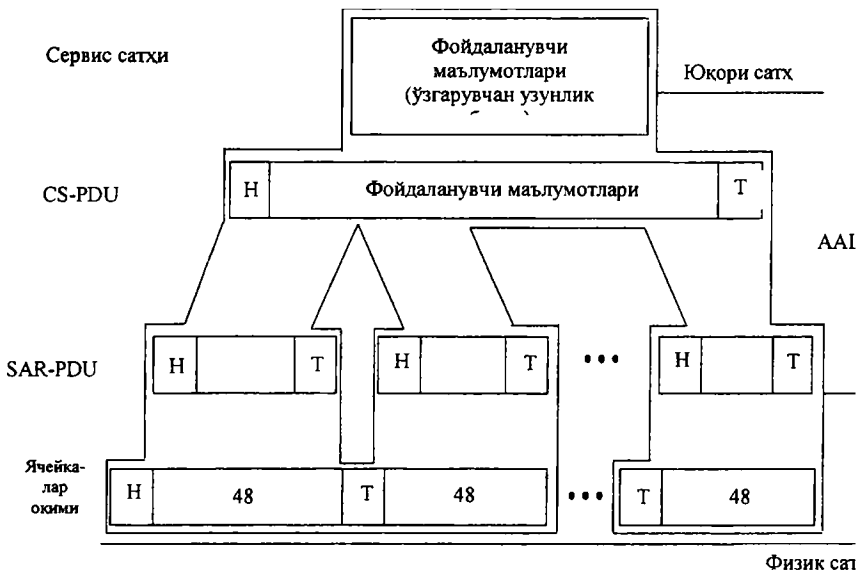 Сервис сатҳи
Фойдаланувчи
маълумотлари
(ўзгарувчан узунлик
Юқори сатҳ
CS-PDU
Н
Фойдаланувчи маълумотлари
Т
AAL
SAR-PDU
Н
Т
Н
Т
•••
Н
Т
Ячейка-
лар
оқими
Н
48
Т
48
•••
Т
48
Физик сат